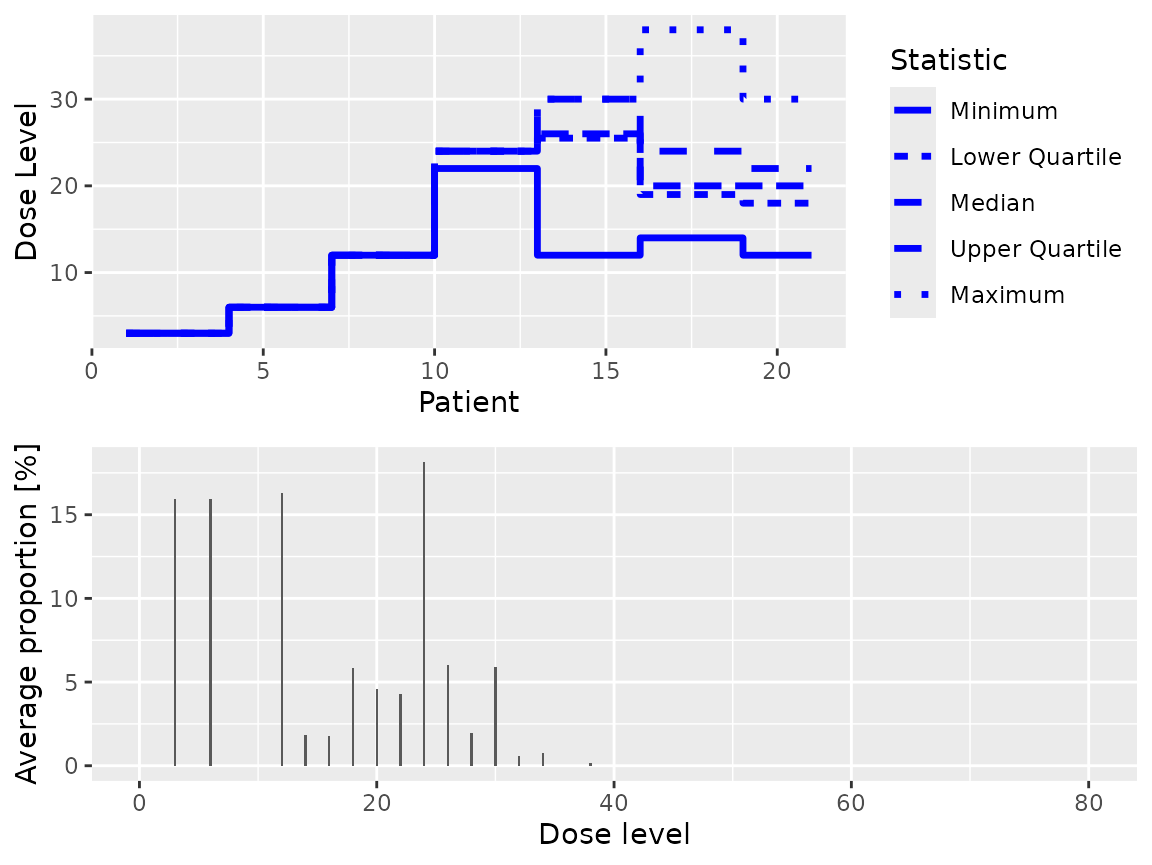 Dose Level
30
20
10
0
5
10
15
20
Patient
Statistic
Minimum
Lower Quartile
Median
Upper Quartile
Maximum
Average proportion [%]
15
10
5
0
0
20
40
60
80
Dose level